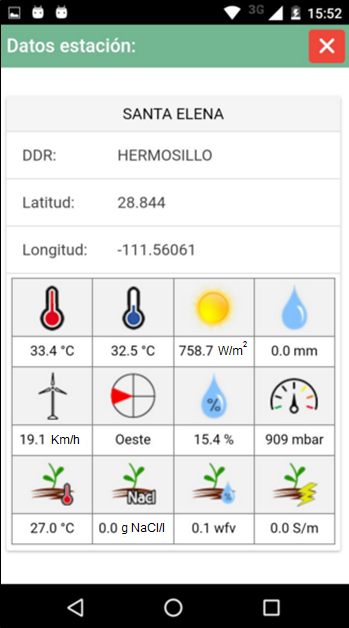 3G 15:52
Datos estación:
SANTA ELENA
DDR: HERMOSILLO
Latitud: 28.844
Longitud: -111.56061
33.4 °C 32.5 °C 758.7 W/m² 0.0 mm
%
19.1 Km/h Oeste 15.4 % 909 mbar
Nacl %
27.0 °C 0.0 g NaCl/l 0.1 wfv 0.0 S/m